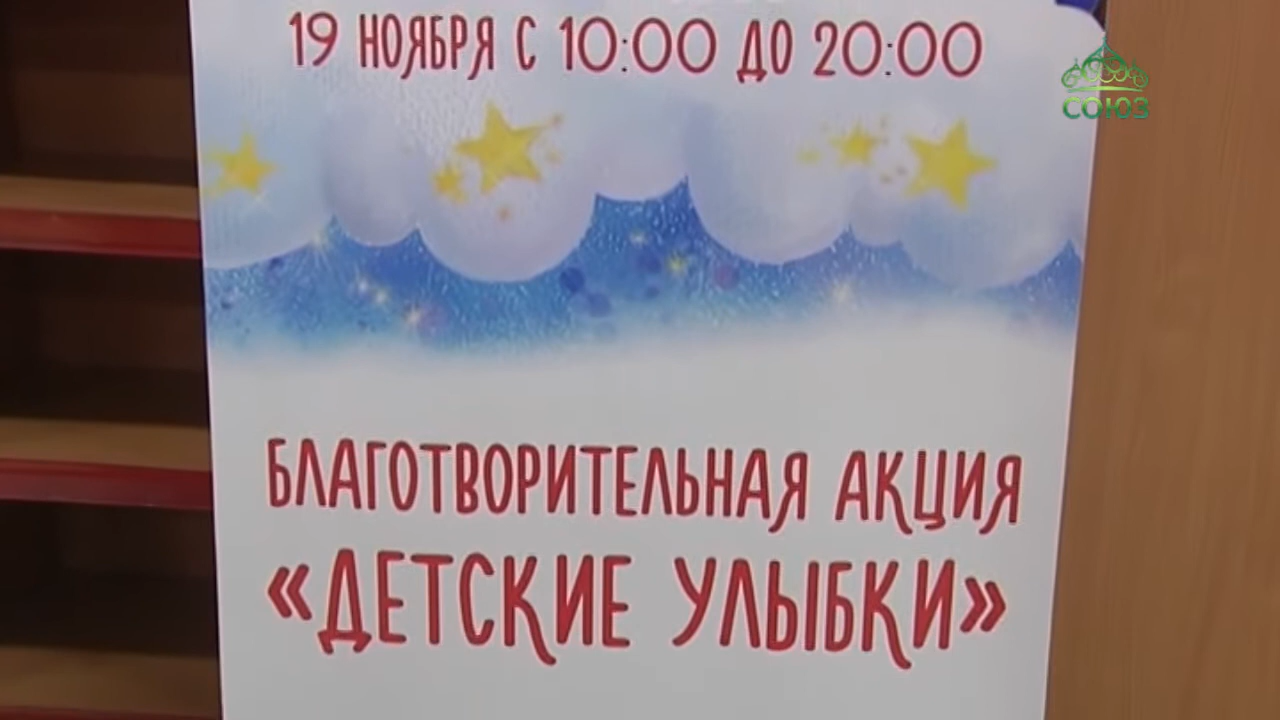 19 НОЯБРЯ С 10:00 ДО 20:00
СОЮЗ
БЛАГОТВОРИТЕЛЬНАЯ АКЦИЯ
«ДЕТСКИЕ УЛЫБКИ»